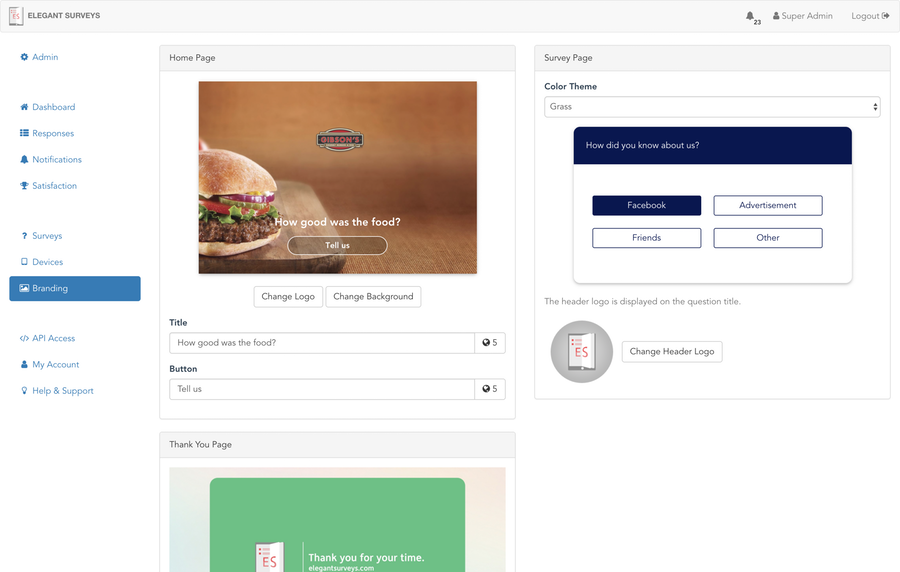 ES
ELEGANT SURVEYS
23
Super Admin
Logout
Admin
Dashboard
Responses
Notifications
Satisfaction
? Surveys
Devices
Branding
</> API Access
My Account
Help & Support
Home Page
GIBSON'S
How good was the food?
Tell us
Change Logo
Change Background
Title
How good was the food?
5
Button
Tell us
5
Thank You Page
ES
Thank you for your time.
elegantsurveys.com
Survey Page
Color Theme
Grass
How did you know about us?
Facebook
Advertisement
Friends
Other
The header logo is displayed on the question title.
ES
Change Header Logo